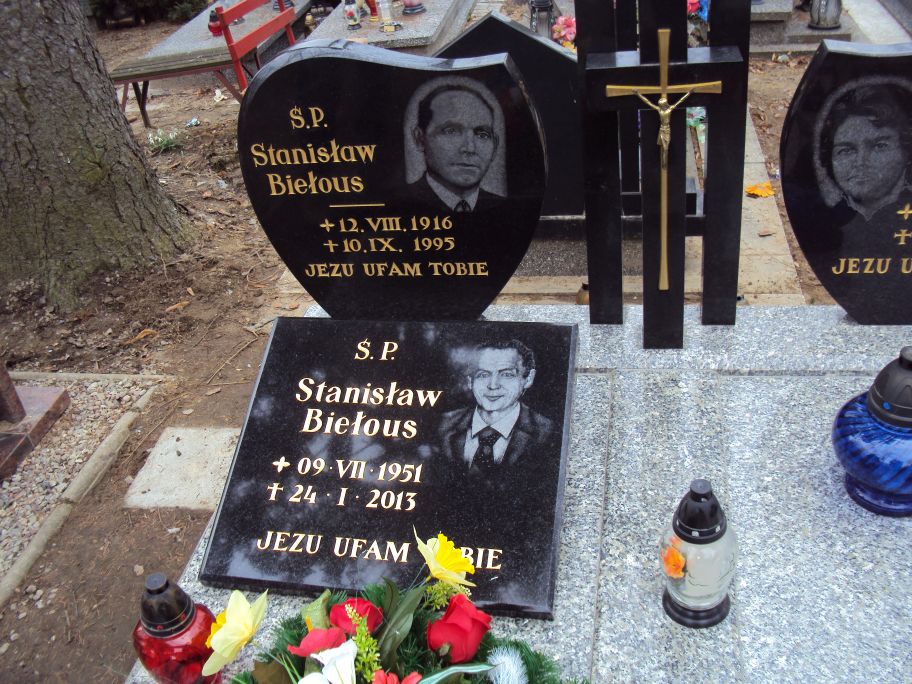 Ś.P.
Stanisław
Biełous
+ 12.VIII.1916
† 10.IX.1995
JEZU UFAM TOBIE
Ś.P.
Stanisław
Biełous
+ 09·VII·1951
† 24·I·2013
JEZU UFAM TOBIE
+
†
JEZU